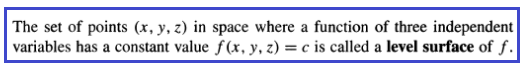 The set of points (x, y, z) in space where a function of three independent
variables has a constant value f(x, y, z) = c is called a level surface of f.